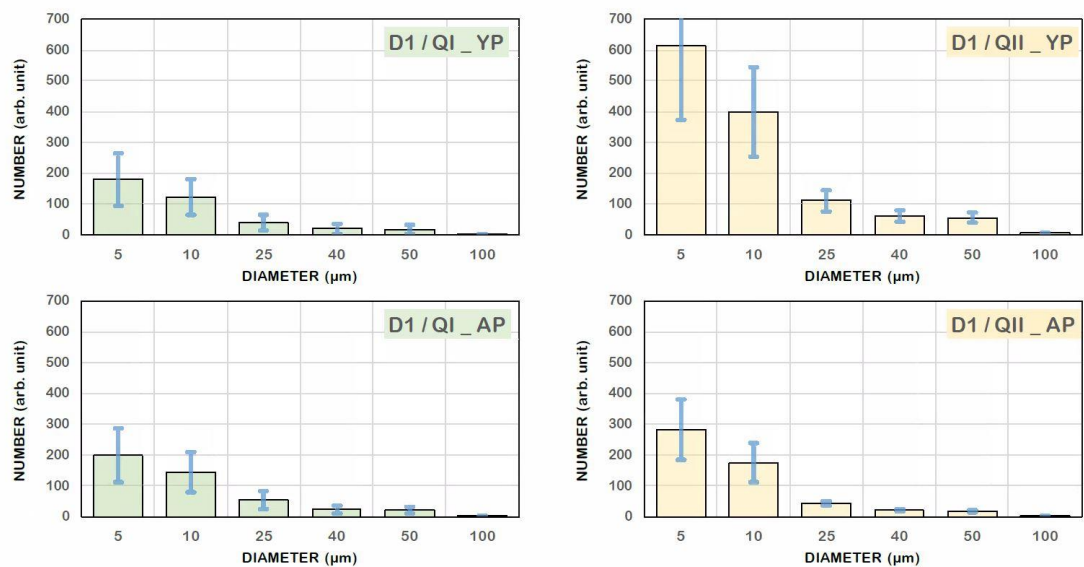 D1 / QI _ YP
NUMBER (arb. unit)
700
600
500
400
300
200
100
0
5 10 25 40 50 100
DIAMETER (µm)
D1 / QII _ YP
NUMBER (arb. unit)
700
600
500
400
300
200
100
0
5 10 25 40 50 100
DIAMETER (µm)
D1 / QI _ AP
NUMBER (arb. unit)
700
600
500
400
300
200
100
0
5 10 25 40 50 100
DIAMETER (µm)
D1 / QII _ AP
NUMBER (arb. unit)
700
600
500
400
300
200
100
0
5 10 25 40 50 100
DIAMETER (µm)